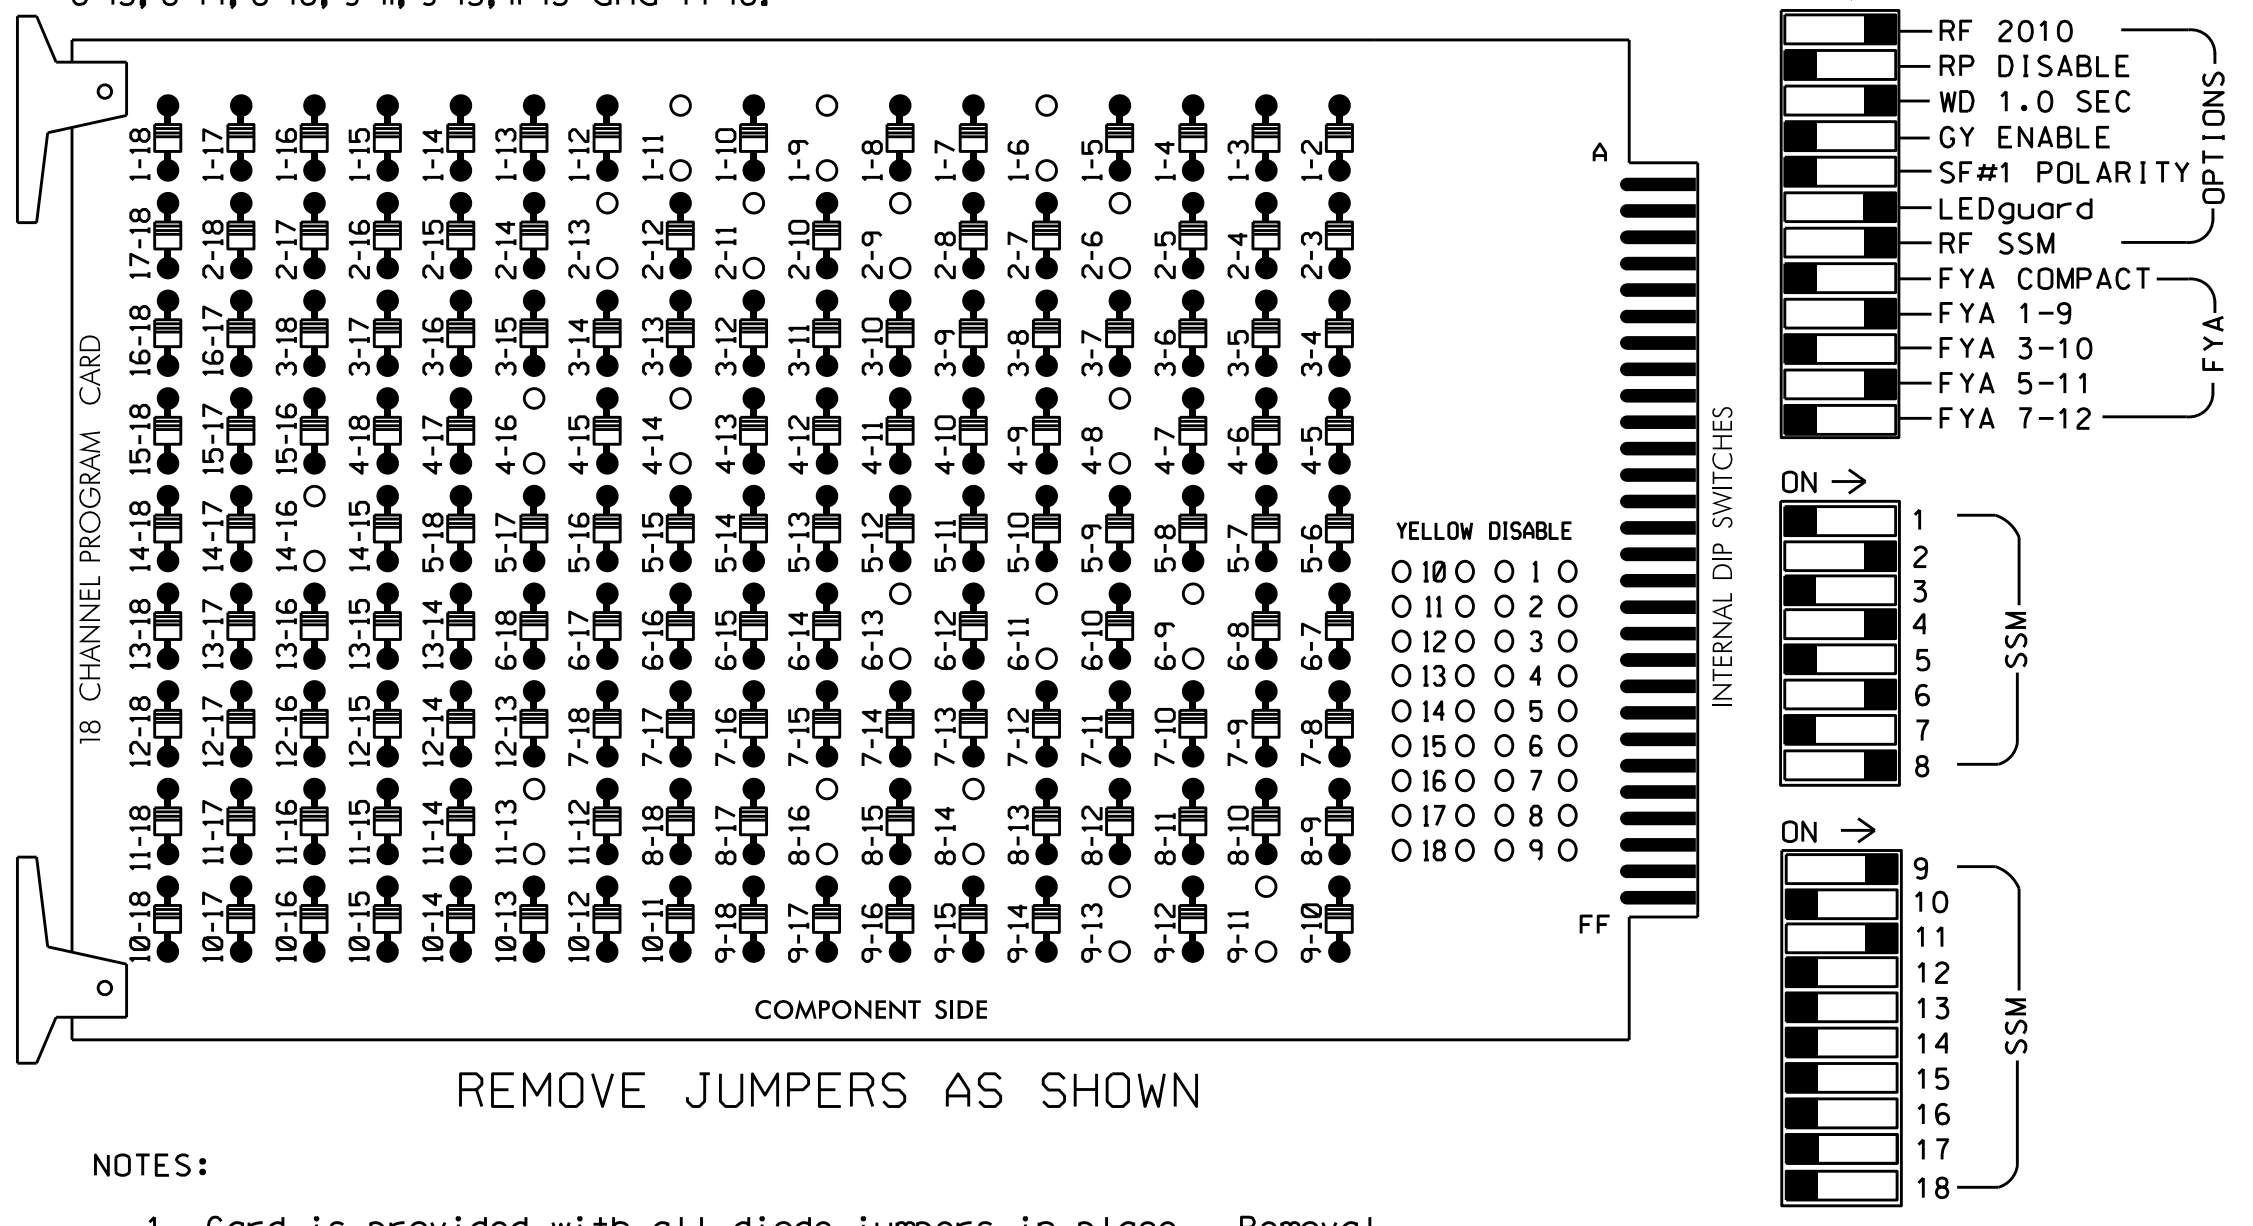 1-18 1-17 1-16 1-15 1-14 1-13 1-12 1-11 1-10 1-9 1-8 1-7 1-6 1-5 1-4 1-3 1-2
17-18 2-18 2-17 2-16 2-15 2-14 2-13 2-12 2-11 2-10 2-9 2-8 2-7 2-6 2-5 2-4 2-3
16-18 16-17 3-18 3-17 3-16 3-15 3-14 3-13 3-12 3-11 3-10 3-9 3-8 3-7 3-6 3-5 3-4
15-18 15-17 15-16 4-18 4-17 4-16 4-15 4-14 4-13 4-12 4-11 4-10 4-9 4-8 4-7 4-6 4-5
14-18 14-17 14-16 14-15 5-18 5-17 5-16 5-15 5-14 5-13 5-12 5-11 5-10 5-9 5-8 5-7 5-6
13-18 13-17 13-16 13-15 13-14 6-18 6-17 6-16 6-15 6-14 6-13 6-12 6-11 6-10 6-9 6-8 6-7
12-18 12-17 12-16 12-15 12-14 12-13 7-18 7-17 7-16 7-15 7-14 7-13 7-12 7-11 7-10 7-9 7-8
11-18 11-17 11-16 11-15 11-14 11-13 11-12 8-18 8-17 8-16 8-15 8-14 8-13 8-12 8-11 8-10 8-9
10-18 10-17 10-16 10-15 10-14 10-13 10-12 10-11 9-18 9-17 9-16 9-15 9-14 9-13 9-12 9-11 9-10
18 CHANNEL PROGRAM CARD
YELLOW DISABLE
10 1
11 2
12 3
13 4
14 5
15 6
16 7
17 8
18 9
A
FF
COMPONENT SIDE
INTERNAL DIP SWITCHES
RF 2010
RP DISABLE
WD 1.0 SEC
GY ENABLE
SF#1 POLARITY
LEDguard
RF SSM
OPTIONS
FYA COMPACT
FYA 1-9
FYA 3-10
FYA 5-11
FYA 7-12
FYA
ON →
1
2
3
4
5
6
7
8
SSM
ON →
9
10
11
12
13
14
15
16
17
18
SSM
REMOVE JUMPERS AS SHOWN
NOTES:
1. Card is provided with all diode jumpers in place. Removal